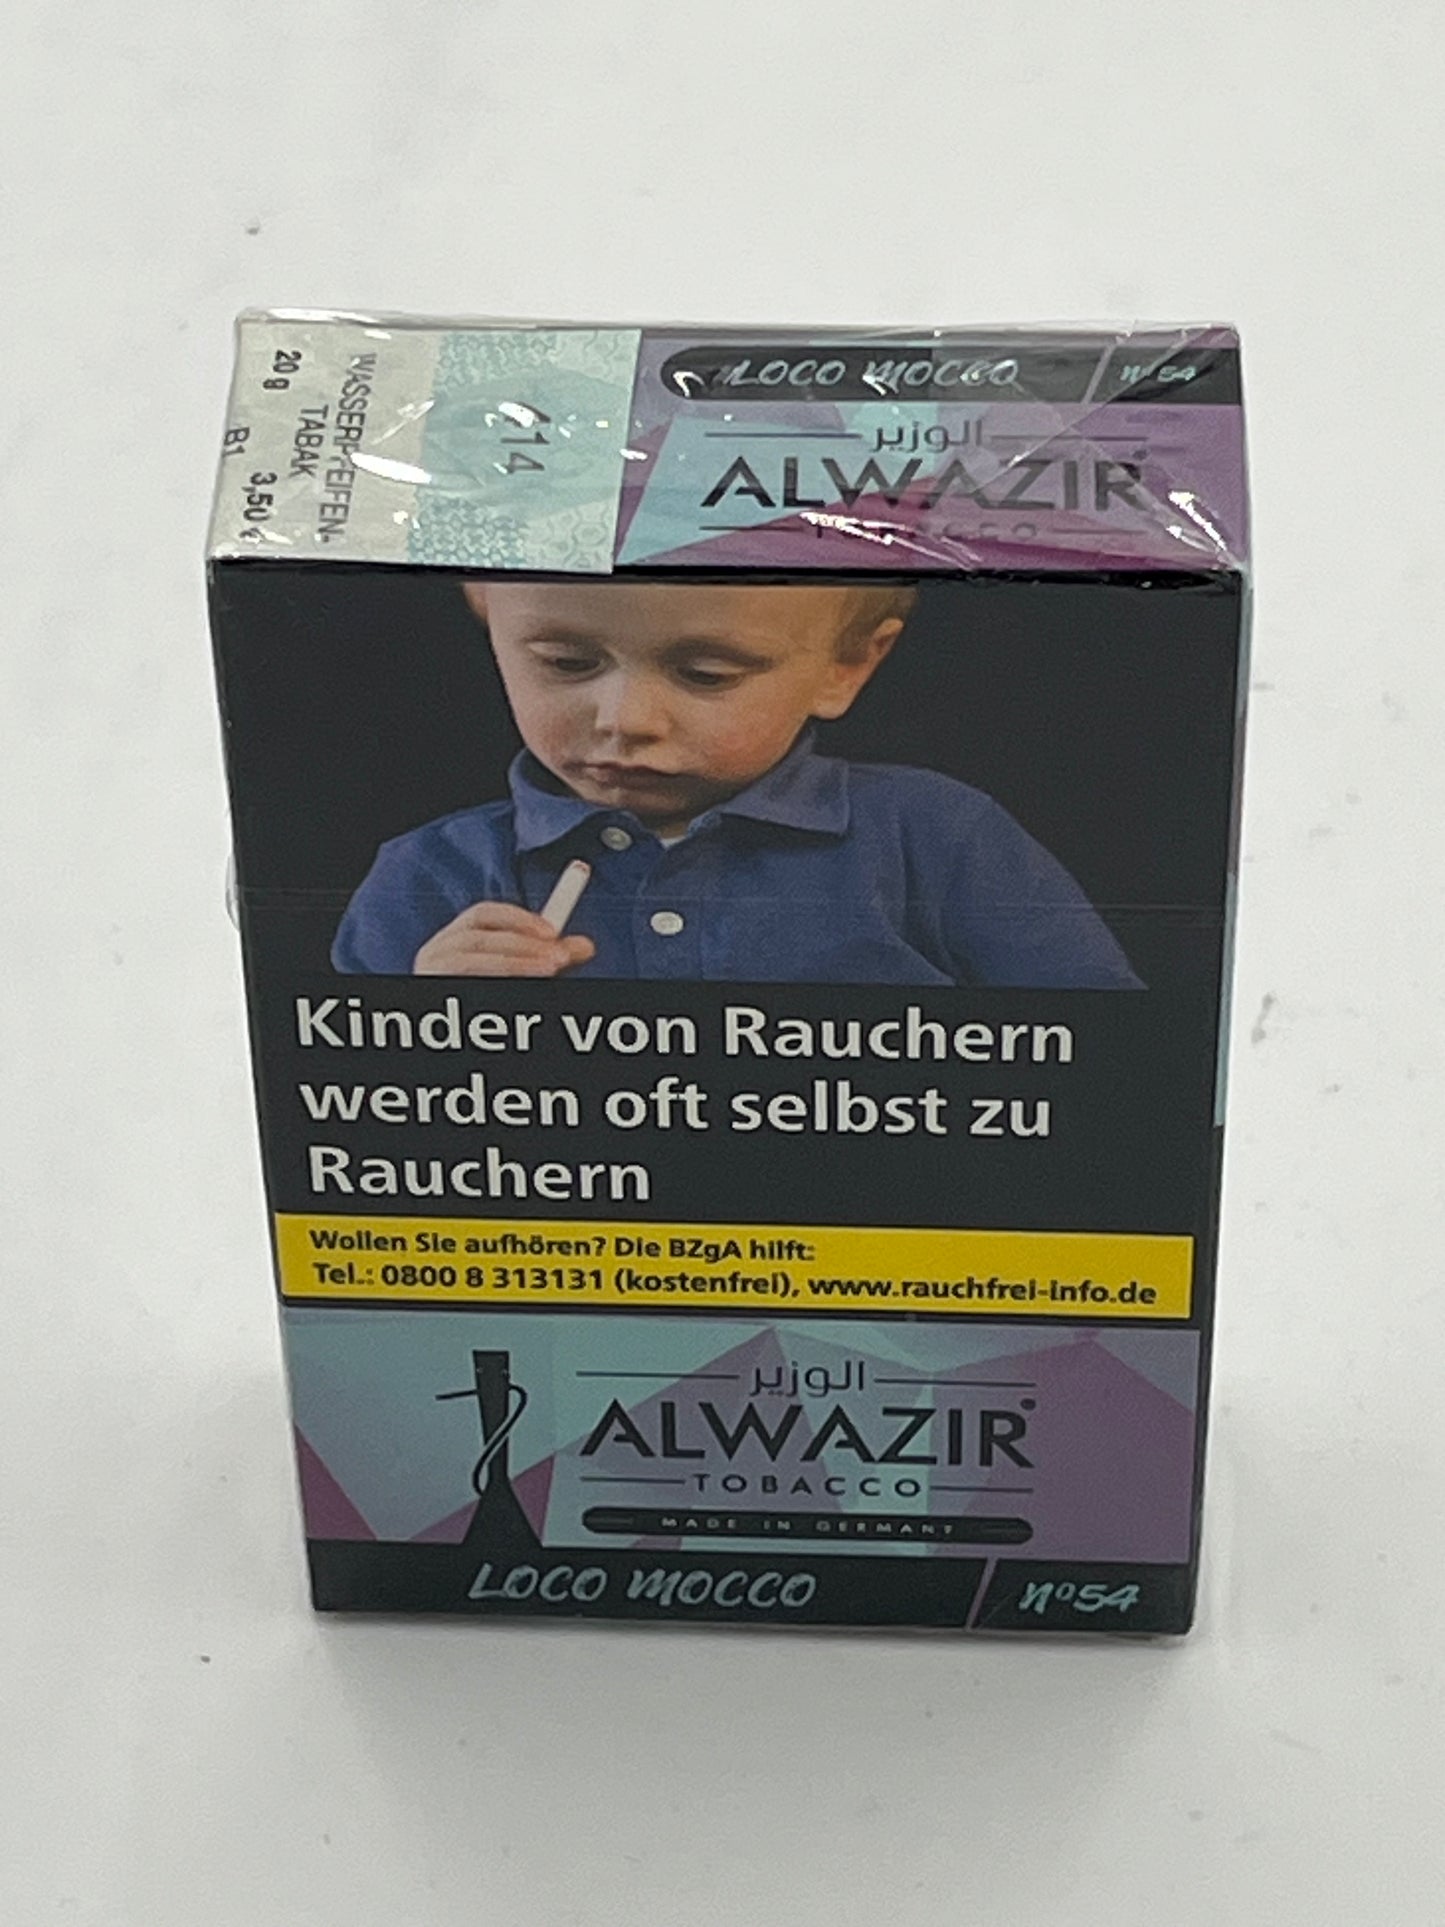 WASSERPFEIFEN-
TABAK
20 g 3,50 €
B1
414
LOCO MOCCO nº54
الوزير
ALWAZIR
TOBACCO
Kinder von Rauchern
werden oft selbst zu
Rauchern
Wollen Sie aufhören? Die BZgA hilft:
Tel.: 0800 8 313131 (kostenfrei), www.rauchfrei-info.de
الوزير
ALWAZIR®
TOBACCO
MADE IN GERMANY
LOCO MOCCO nº54